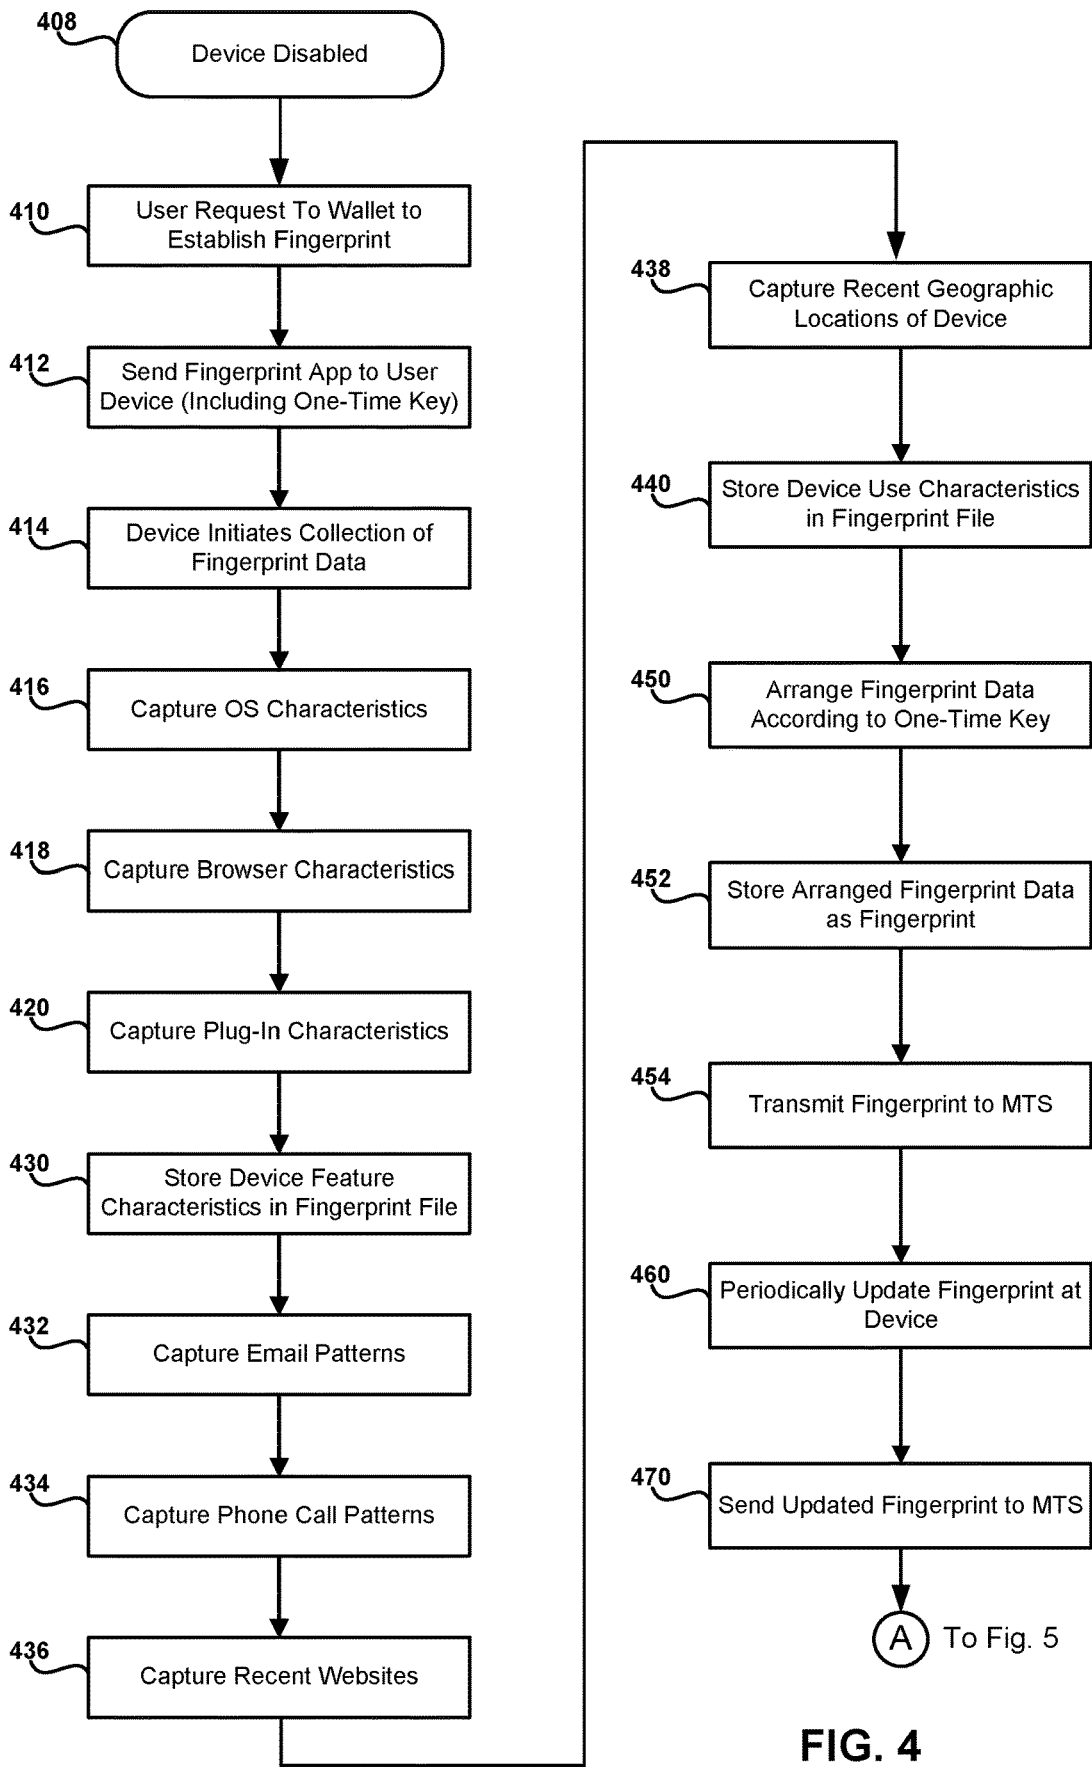 408
Device Disabled
410
User Request To Wallet to
Establish Fingerprint
412
Send Fingerprint App to User
Device (Including One-Time Key)
414
Device Initiates Collection of
Fingerprint Data
416
Capture OS Characteristics
418
Capture Browser Characteristics
420
Capture Plug-In Characteristics
430
Store Device Feature
Characteristics in Fingerprint File
432
Capture Email Patterns
434
Capture Phone Call Patterns
436
Capture Recent Websites
438
Capture Recent Geographic
Locations of Device
440
Store Device Use Characteristics
in Fingerprint File
450
Arrange Fingerprint Data
According to One-Time Key
452
Store Arranged Fingerprint Data
as Fingerprint
454
Transmit Fingerprint to MTS
460
Periodically Update Fingerprint at
Device
470
Send Updated Fingerprint to MTS
A To Fig. 5
FIG. 4